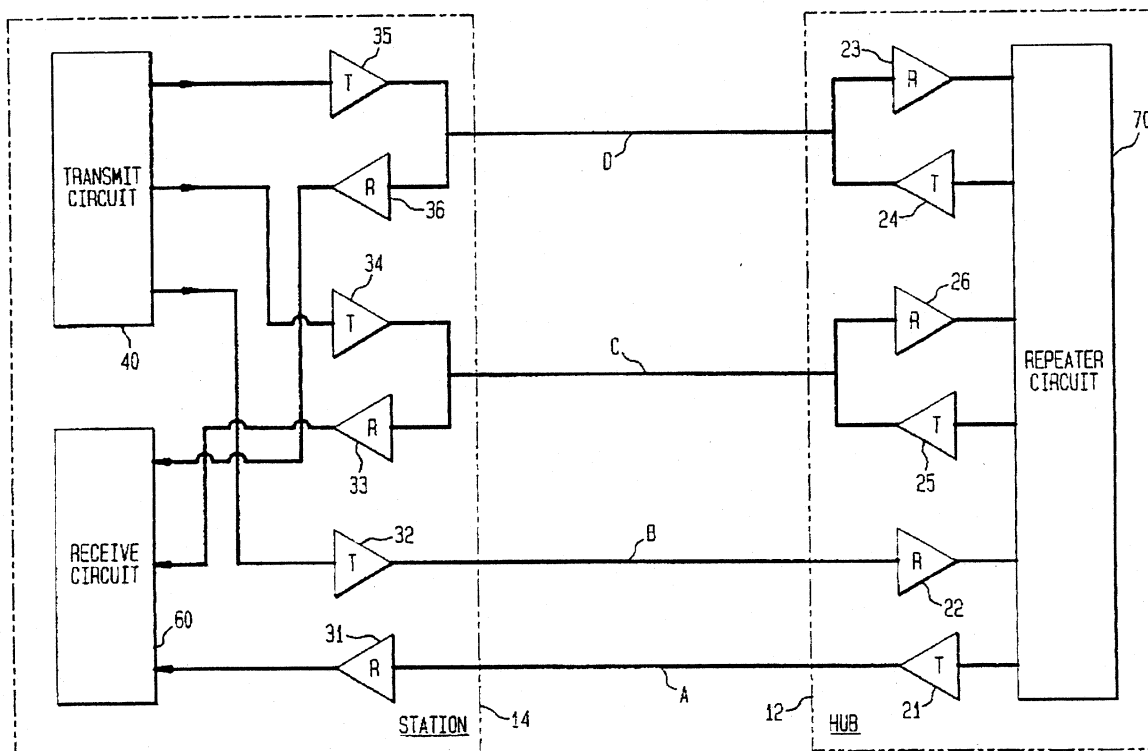 35
T
TRANSMIT
CIRCUIT
R
36
34
T
40
R
33
RECEIVE
CIRCUIT
32
T
60
31
R
STATION
14
D
C
B
A
23
R
T
24
26
R
T
25
R
22
T
21
12
HUB
70
REPEATER
CIRCUIT